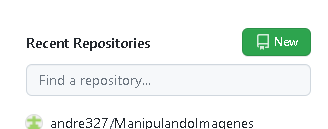 Recent Repositories
New
Find a repository...
andre327/ManipulandoImagenes